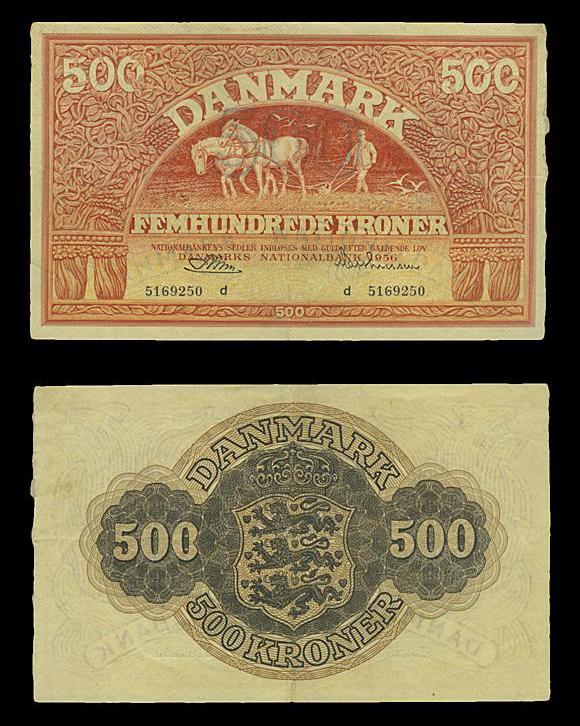 500 500
DANMARK
FEMHUNDREDE KRONER
NATIONALBANKENS SEDLER INDLØSES MED GULD EFTER GÆLDENDE LOV
DANMARKS NATIONALBANK 1956
5169250 d d 5169250
500
DANMARK
500 500
500 KRONER